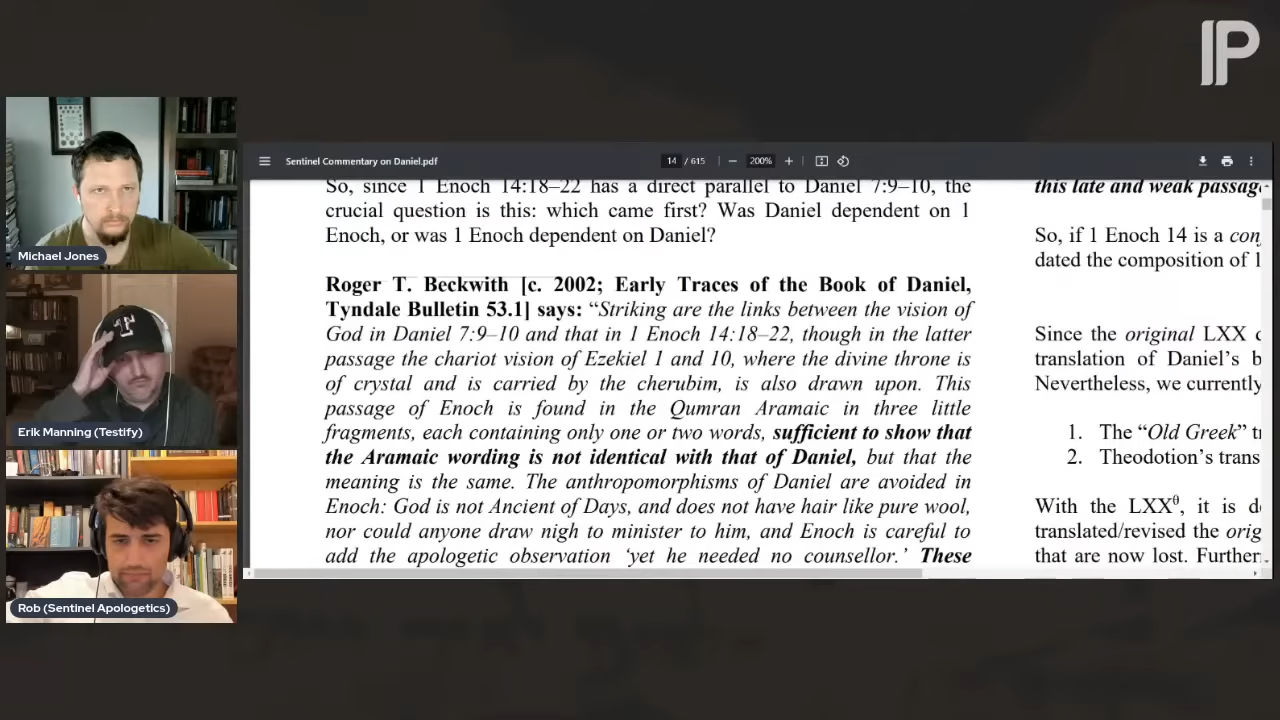 IP
Michael Jones
Erik Manning (Testify)
Rob (Sentinel Apologetics)
Sentinel Commentary on Daniel.pdf
14 / 615
200%
So, since 1 Enoch 14:18–22 has a direct parallel to Daniel 7:9–10, the
crucial question is this: which came first? Was Daniel dependent on 1
Enoch, or was 1 Enoch dependent on Daniel?
Roger T. Beckwith [c. 2002; Early Traces of the Book of Daniel,
Tyndale Bulletin 53.1] says: “Striking are the links between the vision of
God in Daniel 7:9–10 and that in 1 Enoch 14:18–22, though in the latter
passage the chariot vision of Ezekiel 1 and 10, where the divine throne is
of crystal and is carried by the cherubim, is also drawn upon. This
passage of Enoch is found in the Qumran Aramaic in three little
fragments, each containing only one or two words, sufficient to show that
the Aramaic wording is not identical with that of Daniel, but that the
meaning is the same. The anthropomorphisms of Daniel are avoided in
Enoch: God is not Ancient of Days, and does not have hair like pure wool,
nor could anyone draw nigh to minister to him, and Enoch is careful to
add the apologetic observation ‘yet he needed no counsellor.’ These
this late and weak passag
So, if 1 Enoch 14 is a con
dated the composition of 1
Since the original LXX
translation of Daniel’s b
Nevertheless, we currently
1. The “Old Greek” t
2. Theodotion’s trans
With the LXXᶿ, it is d
translated/revised the orig
that are now lost. Further